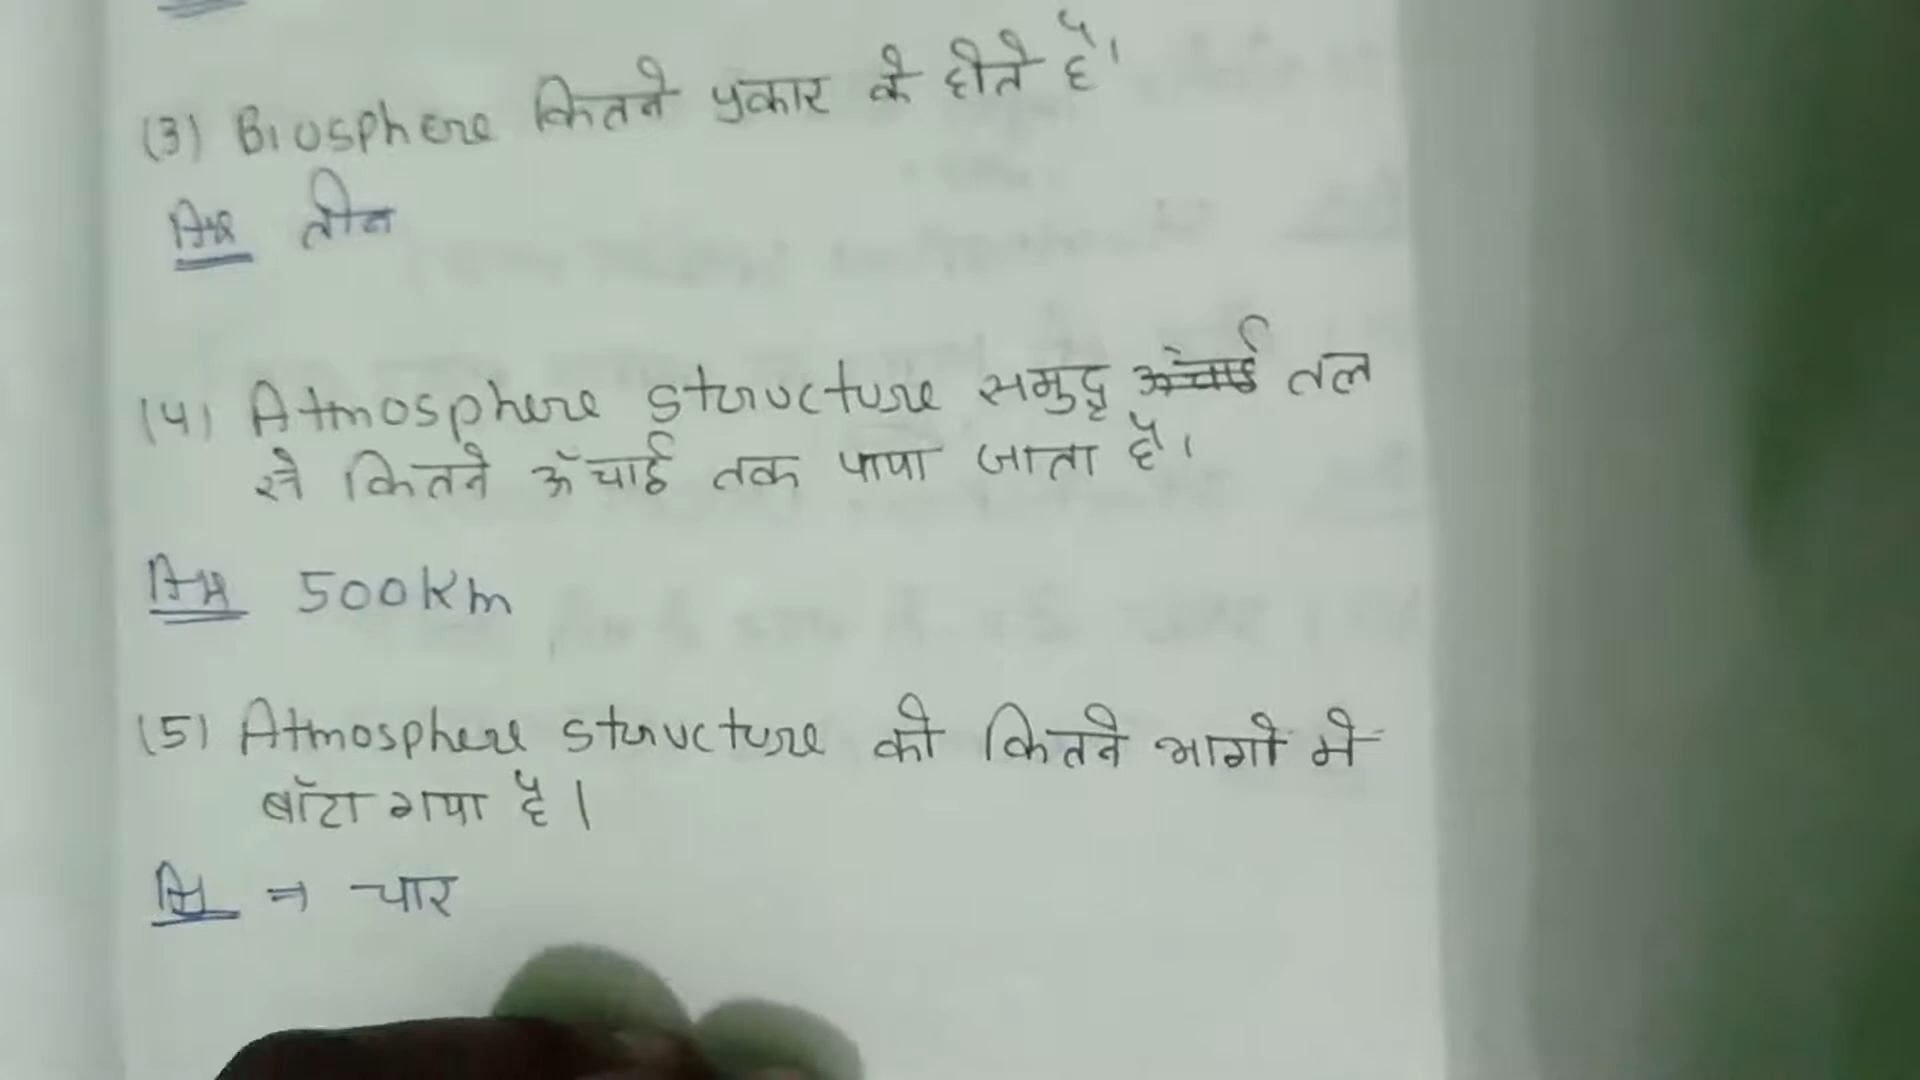 (3) Biosphere कितने प्रकार के होते है।
Ans तीन
(4) Atmosphere structure समुद्र ऊँचाई तल
से कितने ऊँचाई तक पाया जाता है।
Ans 500Km
(5) Atmosphere structure को कितने भागो मे
बाँटा गया है।
Ans ⇒ चार